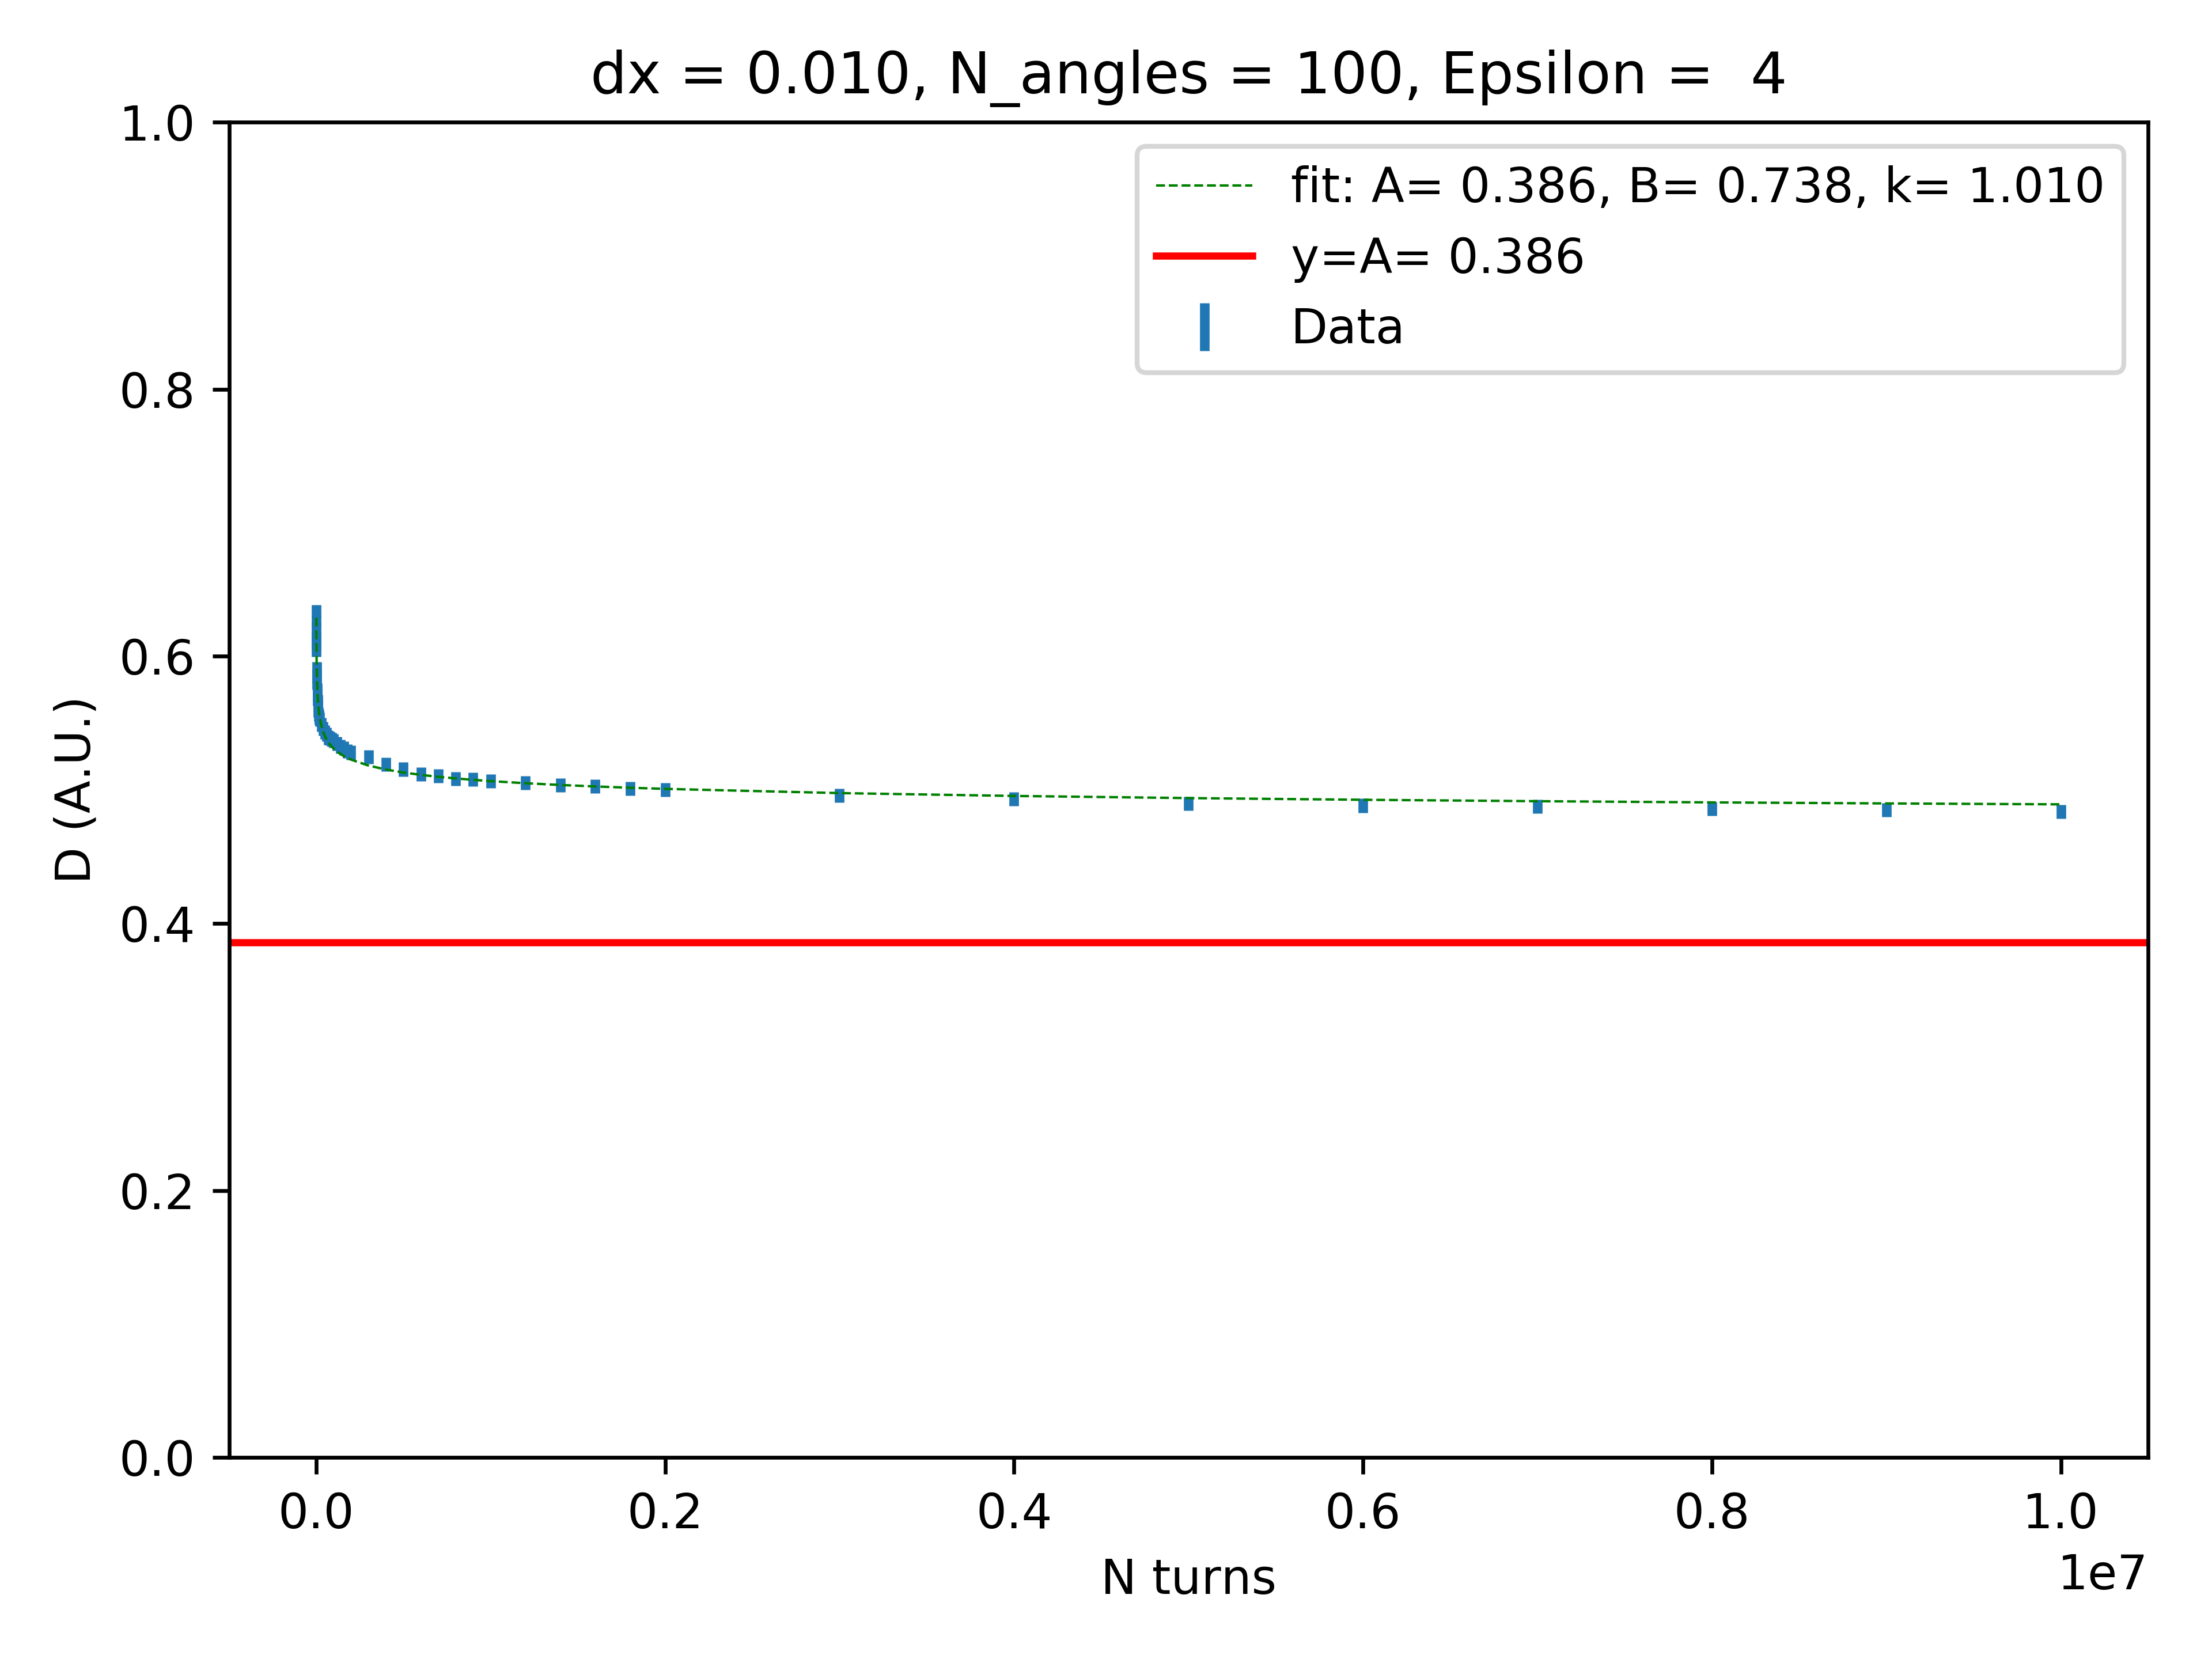 dx = 0.010, N_angles = 100, Epsilon =  4
1.0
0.8
0.6
0.4
0.2
0.0
D (A.U.)
fit: A= 0.386, B= 0.738, k= 1.010
y=A= 0.386
Data
0.0 0.2 0.4 0.6 0.8 1.0
1e7
N turns